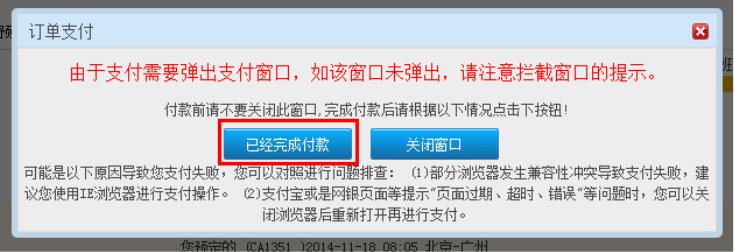 订单支付
由于支付需要弹出支付窗口，如该窗口未弹出，请注意拦截窗口的提示。
付款前请不要关闭此窗口,完成付款后请根据以下情况点击下按钮!
已经完成付款 关闭窗口
可能是以下原因导致您支付失败，您可以对照进行问题排查： (1)部分浏览器发生兼容性冲突导致支付失败，建
议您使用IE浏览器进行支付操作。 (2)支付宝或是网银页面等提示“页面过期、超时、错误”等问题时，您可以关
闭浏览器后重新打开再进行支付。
您预定的 (CA1351 )2014-11-18 08:05 北京-广州